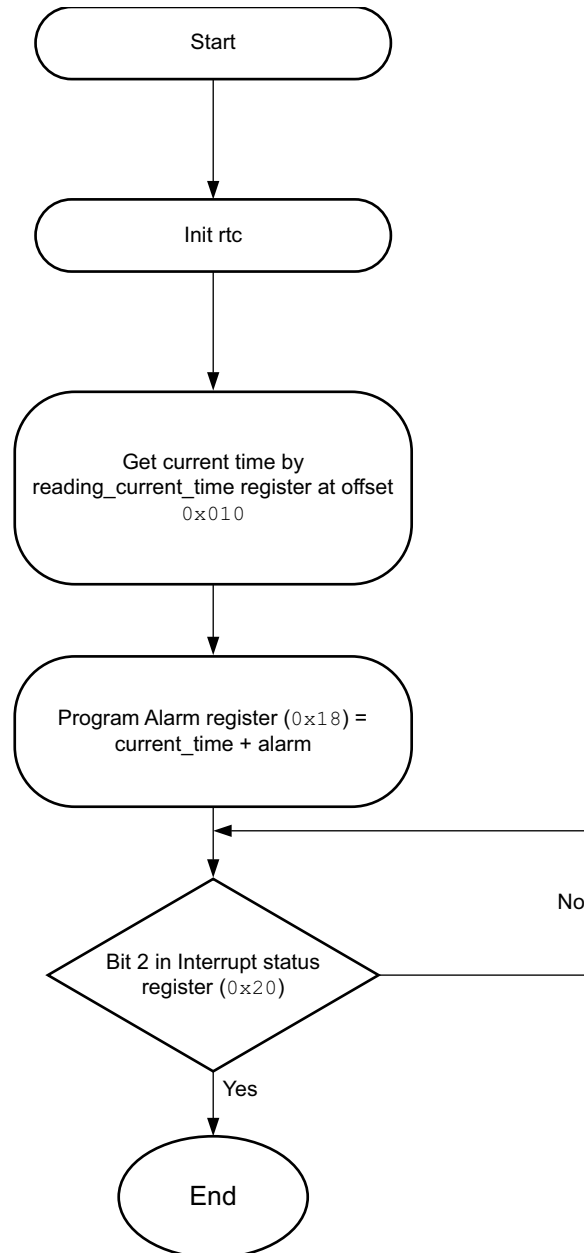 Start
Init rtc
Get current time by
reading_current_time register at offset
0x010
Program Alarm register (0x18) =
current_time + alarm
No
Bit 2 in Interrupt status
register (0x20)
Yes
End